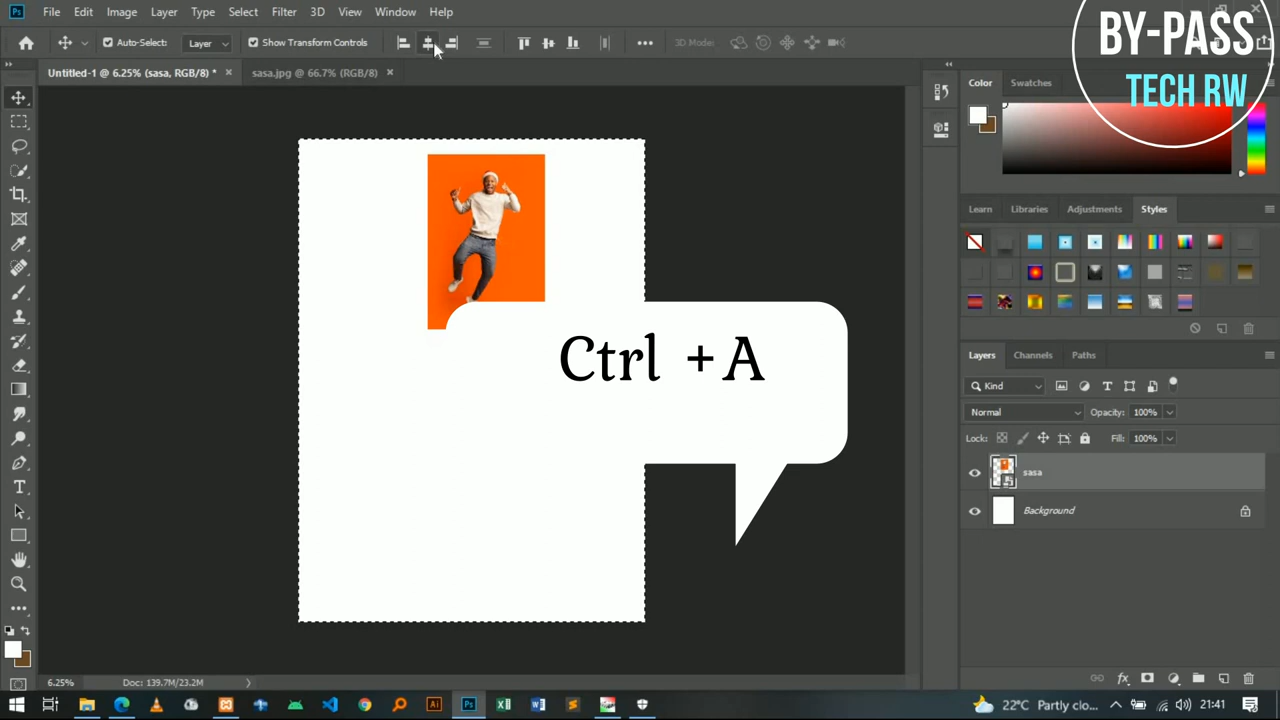 File Edit Image Layer Type Select Filter 3D View Window Help
Auto-Select: Layer Show Transform Controls 3D Mode:
BY-PASS
TECH RW
Untitled-1 @ 6.25% (sasa, RGB/8) * sasa.jpg @ 66.7% (RGB/8)
Color Swatches
Learn Libraries Adjustments Styles
Ctrl + A
Layers Channels Paths
Kind
Normal Opacity: 100%
Lock: Fill: 100%
sasa
Background
6.25% Doc: 139.7M/23.2M
22°C Partly clo... 21:41